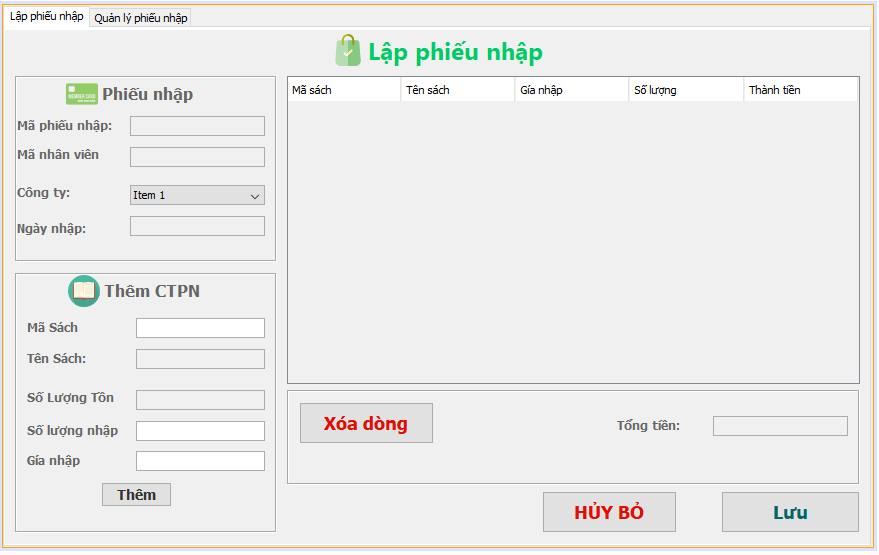 Lập phiếu nhập Quản lý phiếu nhập
Lập phiếu nhập
MEMBER CARD Phiếu nhập
Mã phiếu nhập:
Mã nhân viên
Công ty: Item 1
Ngày nhập:
Mã sách Tên sách Gía nhập Số lượng Thành tiền
Thêm CTPN
Mã Sách
Tên Sách:
Số Lượng Tồn
Số lượng nhập
Gía nhập
Thêm
Xóa dòng Tổng tiền:
HỦY BỎ Lưu